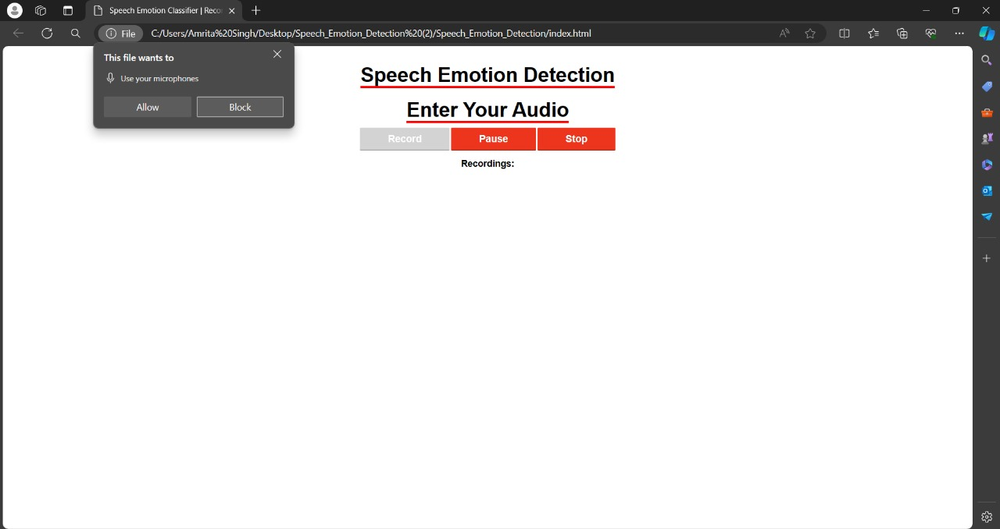 Speech Emotion Classifier | Reco
File C:/Users/Amrita%20Singh/Desktop/Speech_Emotion_Detection%20(2)/Speech_Emotion_Detection/index.html
This file wants to
Use your microphones
Allow Block
Speech Emotion Detection
Enter Your Audio
Record Pause Stop
Recordings: